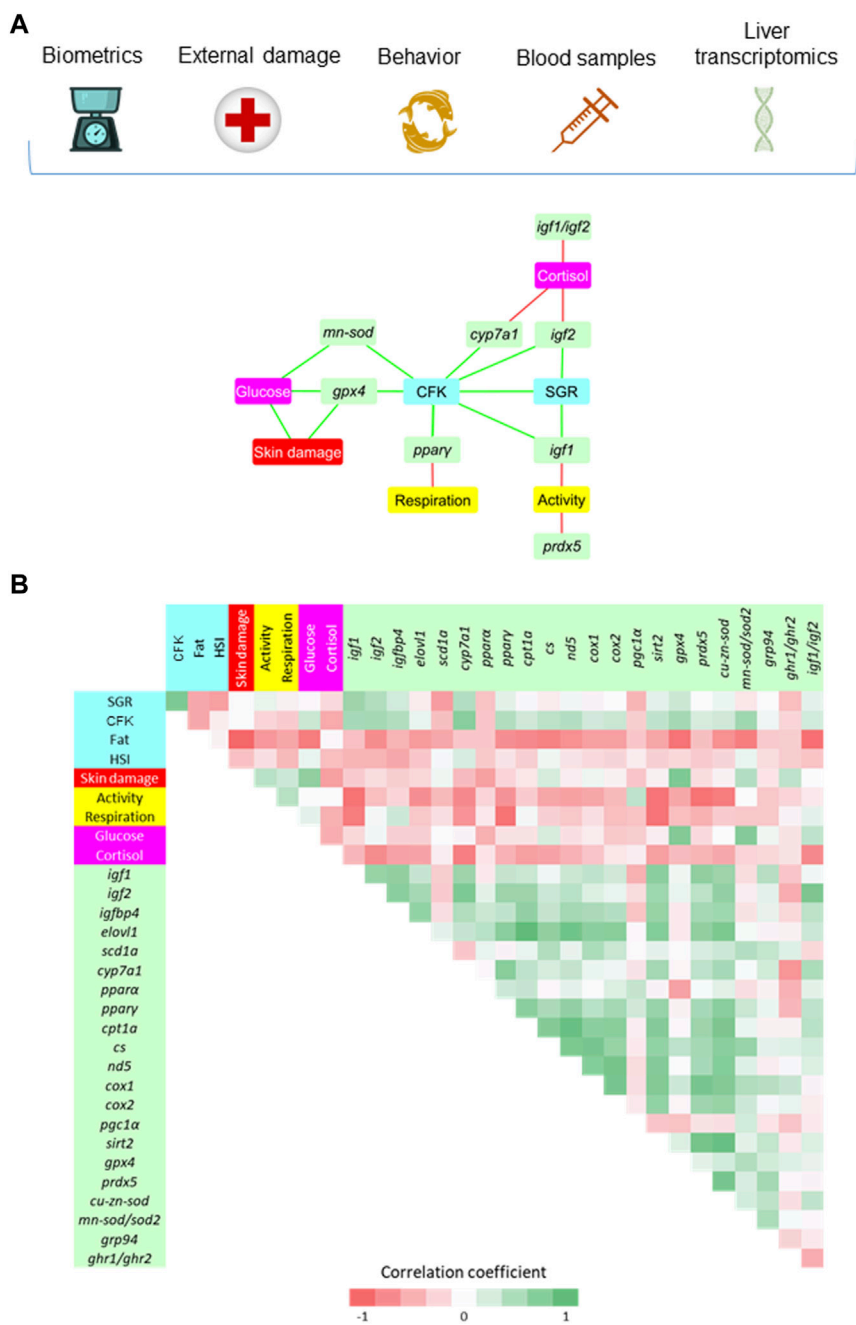 A
Biometrics
External damage
Behavior
Blood samples
Liver
transcriptomics
igf1/igf2
Cortisol
mn-sod
cyp7a1
igf2
Glucose
gpx4
CFK
SGR
Skin damage
pparγ
igf1
Respiration
Activity
prdx5
B
CFK
Fat
HSI
Skin damage
Activity
Respiration
Glucose
Cortisol
igf1
igf2
igfbp4
elovl1
scd1a
cyp7a1
pparα
pparγ
cpt1a
cs
nd5
cox1
cox2
pgc1α
sirt2
gpx4
prdx5
cu-zn-sod
mn-sod/sod2
grp94
ghr1/ghr2
igf1/igf2
SGR
CFK
Fat
HSI
Skin damage
Activity
Respiration
Glucose
Cortisol
igf1
igf2
igfbp4
elovl1
scd1a
cyp7a1
pparα
pparγ
cpt1a
cs
nd5
cox1
cox2
pgc1α
sirt2
gpx4
prdx5
cu-zn-sod
mn-sod/sod2
grp94
ghr1/ghr2
Correlation coefficient
-1 0 1